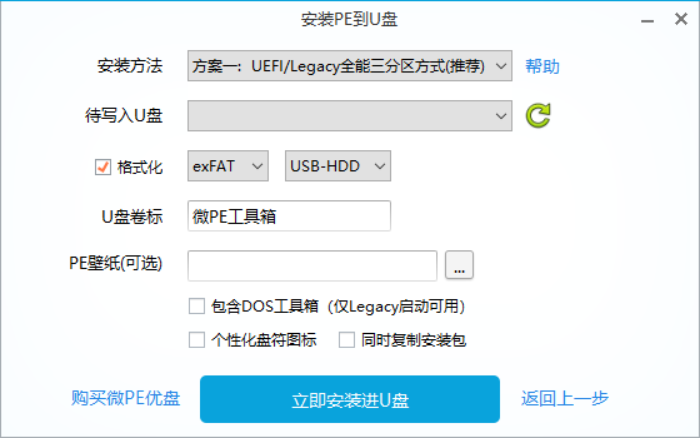 安装PE到U盘
安装方法 方案一：UEFI/Legacy全能三分区方式(推荐) 帮助
待写入U盘
格式化 exFAT USB-HDD
U盘卷标 微PE工具箱
PE壁纸(可选) ...
包含DOS工具箱（仅Legacy启动可用）
个性化盘符图标 同时复制安装包
购买微PE优盘 立即安装进U盘 返回上一步